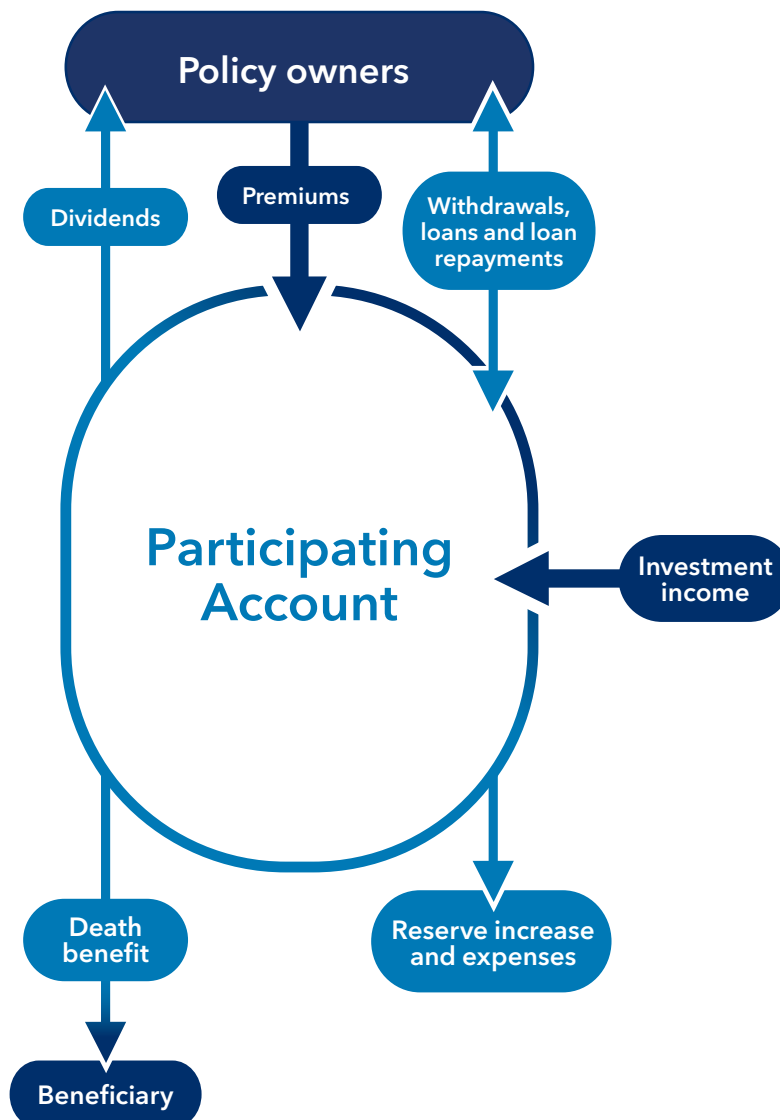 Policy owners
Dividends
Premiums
Withdrawals,
loans and loan
repayments
Participating
Account
Investment
income
Death
benefit
Reserve increase
and expenses
Beneficiary